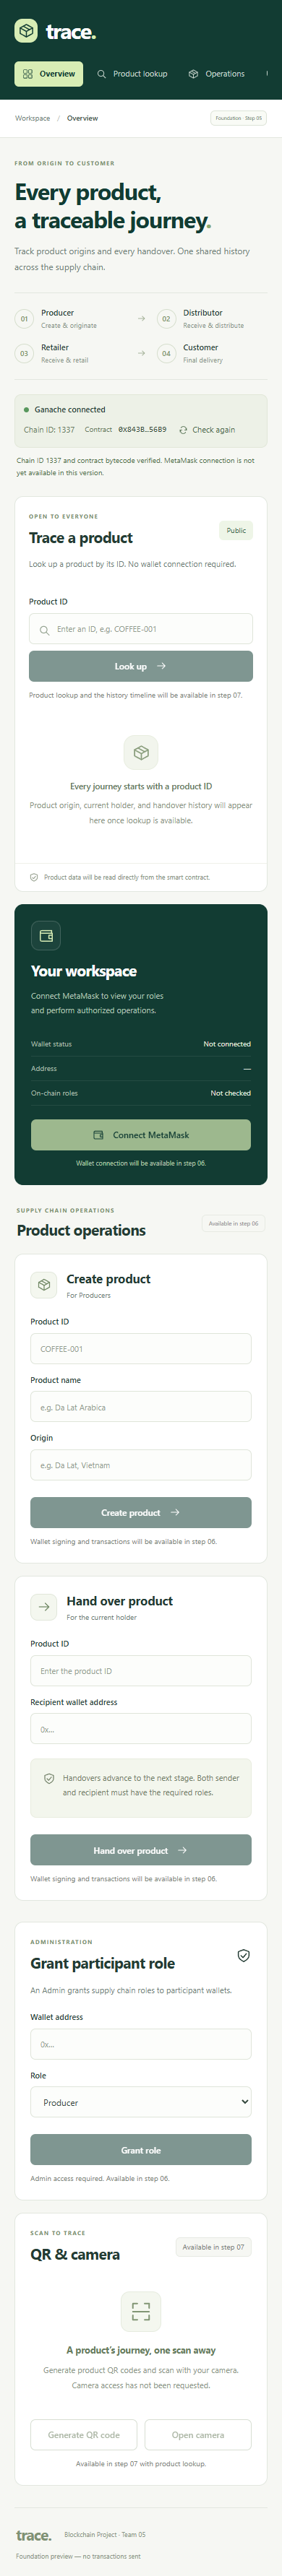 trace.
Overview
Product lookup
Operations
Workspace / Overview
Foundation · Step 05
FROM ORIGIN TO CUSTOMER
Every product,
a traceable journey.
Track product origins and every handover. One shared history
across the supply chain.
01 Producer
Create & originate
02 Distributor
Receive & distribute
03 Retailer
Receive & retail
04 Customer
Final delivery
Ganache connected
Chain ID: 1337 Contract 0x843B…56B9 Check again
Chain ID 1337 and contract bytecode verified. MetaMask connection is not
yet available in this version.
OPEN TO EVERYONE
Trace a product
Public
Look up a product by its ID. No wallet connection required.
Product ID
Enter an ID, e.g. COFFEE-001
Look up
Product lookup and the history timeline will be available in step 07.
Every journey starts with a product ID
Product origin, current holder, and handover history will appear
here once lookup is available.
Product data will be read directly from the smart contract.
Your workspace
Connect MetaMask to view your roles
and perform authorized operations.
Wallet status Not connected
Address —
On-chain roles Not checked
Connect MetaMask
Wallet connection will be available in step 06.
SUPPLY CHAIN OPERATIONS
Product operations
Available in step 06
Create product
For Producers
Product ID
COFFEE-001
Product name
e.g. Da Lat Arabica
Origin
e.g. Da Lat, Vietnam
Create product
Wallet signing and transactions will be available in step 06.
Hand over product
For the current holder
Product ID
Enter the product ID
Recipient wallet address
0x...
Handovers advance to the next stage. Both sender
and recipient must have the required roles.
Hand over product
Wallet signing and transactions will be available in step 06.
ADMINISTRATION
Grant participant role
An Admin grants supply chain roles to participant wallets.
Wallet address
0x...
Role
Producer
Grant role
Admin access required. Available in step 06.
SCAN TO TRACE
QR & camera
Available in step 07
A product's journey, one scan away
Generate product QR codes and scan with your camera.
Camera access has not been requested.
Generate QR code
Open camera
Available in step 07 with product lookup.
trace.
Blockchain Project · Team 05
Foundation preview — no transactions sent